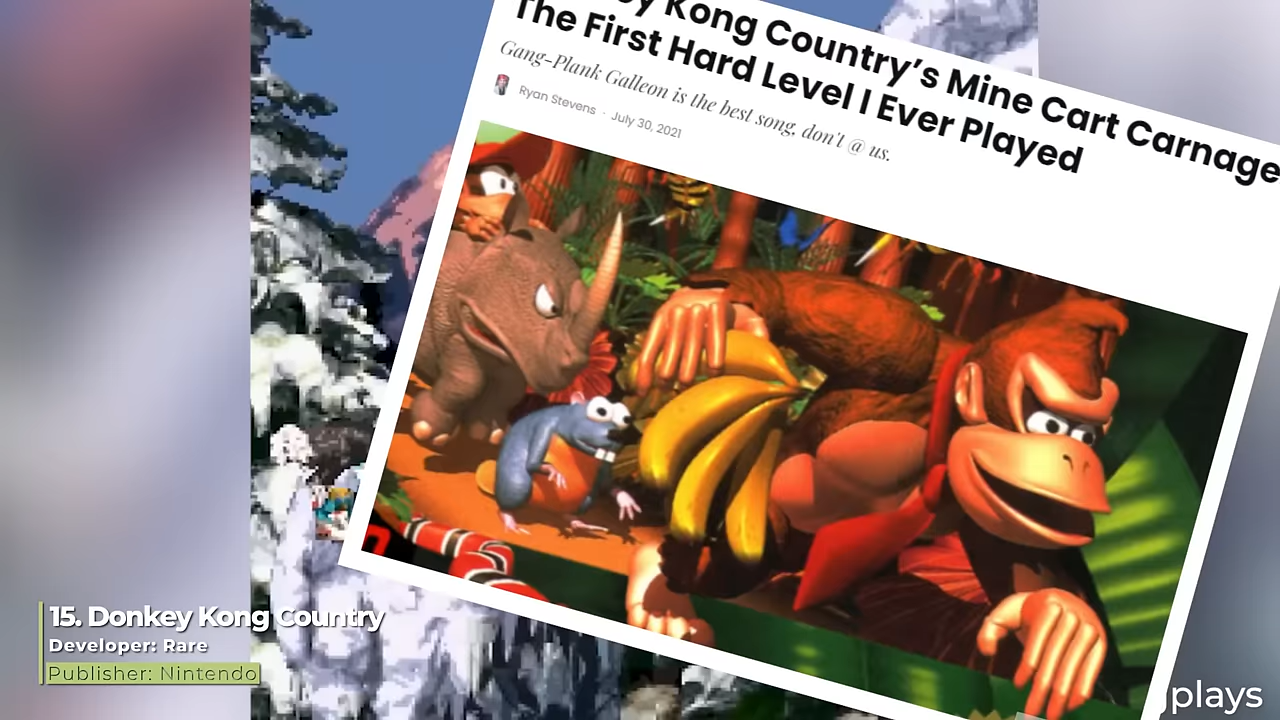 Kong Country's Mine Cart Carnage
The First Hard Level I Ever Played
Gang-Plank Galleon is the best song, don't @ us.
Ryan Stevens · July 30, 2021
15. Donkey Kong Country
Developer: Rare
Publisher: Nintendo
plays